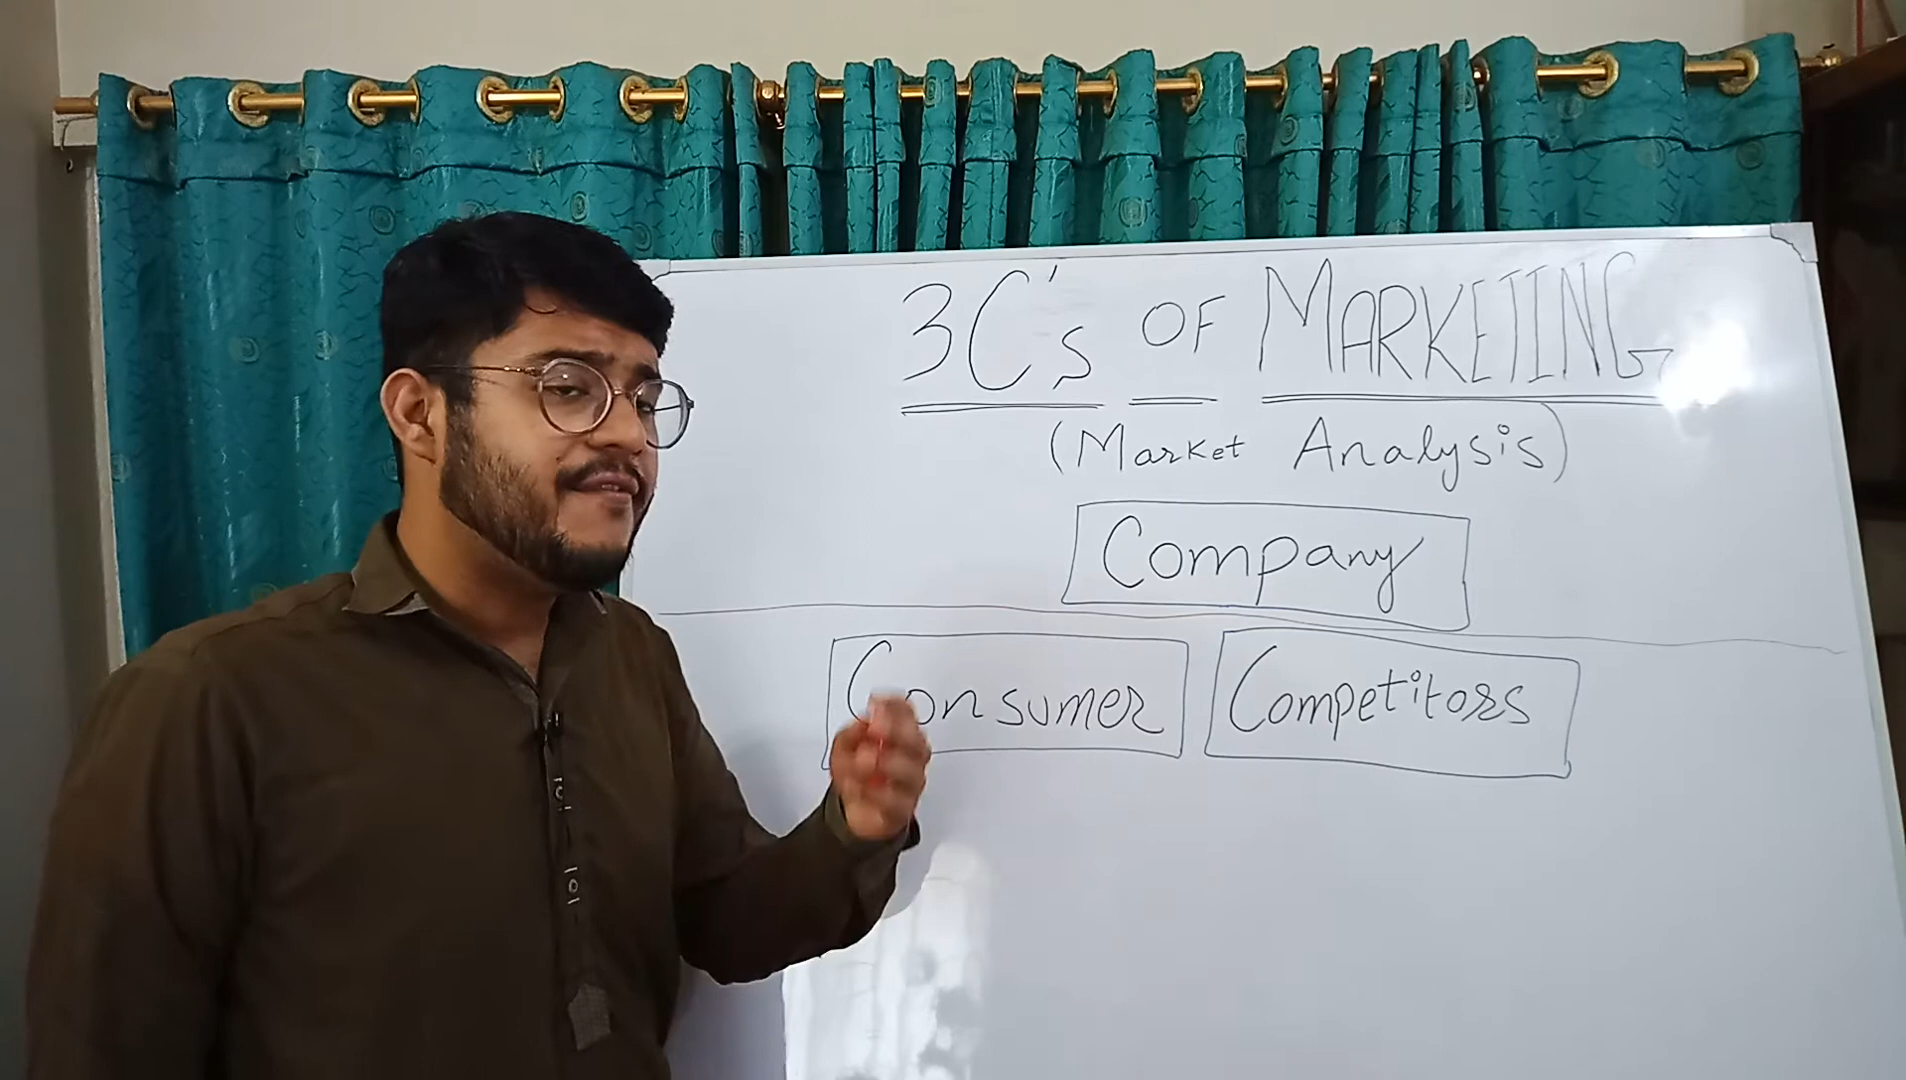 3C's OF MARKETING
(Market Analysis)
Company
Consumer Competitors